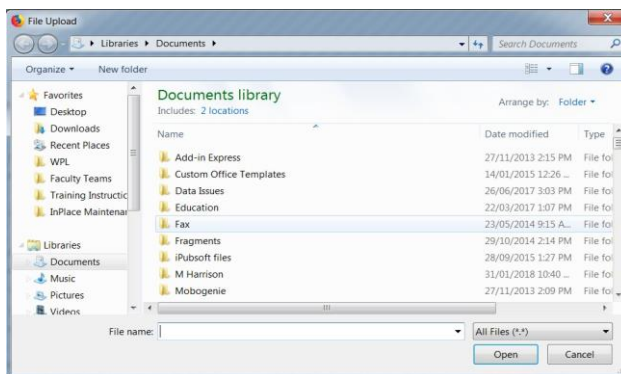 File Upload
Libraries Documents
Search Documents
Organize New folder
Favorites
Desktop
Downloads
Recent Places
WPL
Faculty Teams
Training Instructic
InPlace Maintenar
Libraries
Documents
Music
Pictures
Videos
Documents library
Includes: 2 locations
Arrange by: Folder
Name Date modified Type
Add-in Express 27/11/2013 2:15 PM File fol
Custom Office Templates 14/01/2015 12:26 ... File fol
Data Issues 26/06/2017 3:03 PM File fol
Education 22/03/2017 1:07 PM File fol
Fax 23/05/2014 9:15 A... File fol
Fragments 29/10/2014 2:14 PM File fol
iPubsoft files 28/09/2015 1:27 PM File fol
M Harrison 31/01/2018 10:40 ... File fol
Mobogenie 27/11/2013 2:09 PM File fol
File name:
All Files (*.*)
Open Cancel